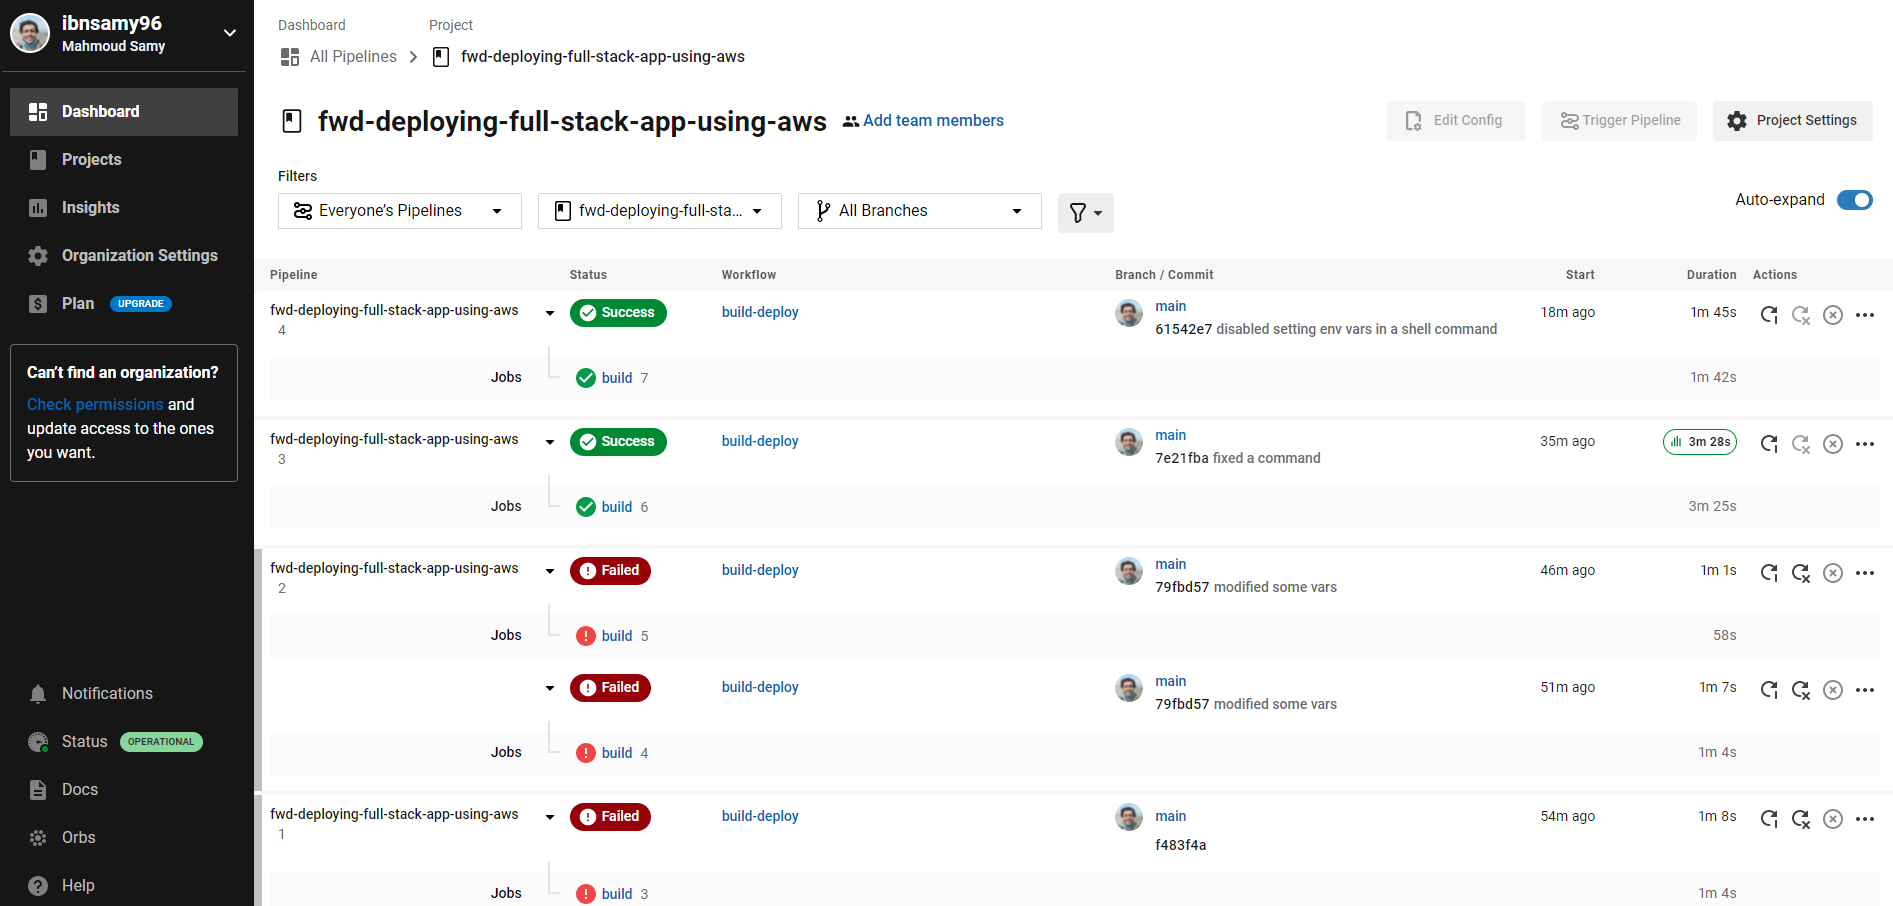 ibnsamy96
Mahmoud Samy
Dashboard
Projects
Insights
Organization Settings
Plan UPGRADE
Can't find an organization?
Check permissions and
update access to the ones
you want.
Notifications
Status OPERATIONAL
Docs
Orbs
Help
Dashboard Project
All Pipelines fwd-deploying-full-stack-app-using-aws
fwd-deploying-full-stack-app-using-aws Add team members
Edit Config Trigger Pipeline Project Settings
Filters
Everyone's Pipelines fwd-deploying-full-sta... All Branches
Auto-expand
Pipeline Status Workflow Branch / Commit Start Duration Actions
fwd-deploying-full-stack-app-using-aws Success build-deploy main 18m ago 1m 45s
4 61542e7 disabled setting env vars in a shell command
Jobs build 7 1m 42s
fwd-deploying-full-stack-app-using-aws Success build-deploy main 35m ago 3m 28s
3 7e21fba fixed a command
Jobs build 6 3m 25s
fwd-deploying-full-stack-app-using-aws Failed build-deploy main 46m ago 1m 1s
2 79fbd57 modified some vars
Jobs build 5 58s
Failed build-deploy main 51m ago 1m 7s
79fbd57 modified some vars
Jobs build 4 1m 4s
fwd-deploying-full-stack-app-using-aws Failed build-deploy main 54m ago 1m 8s
1 f483f4a
Jobs build 3 1m 4s